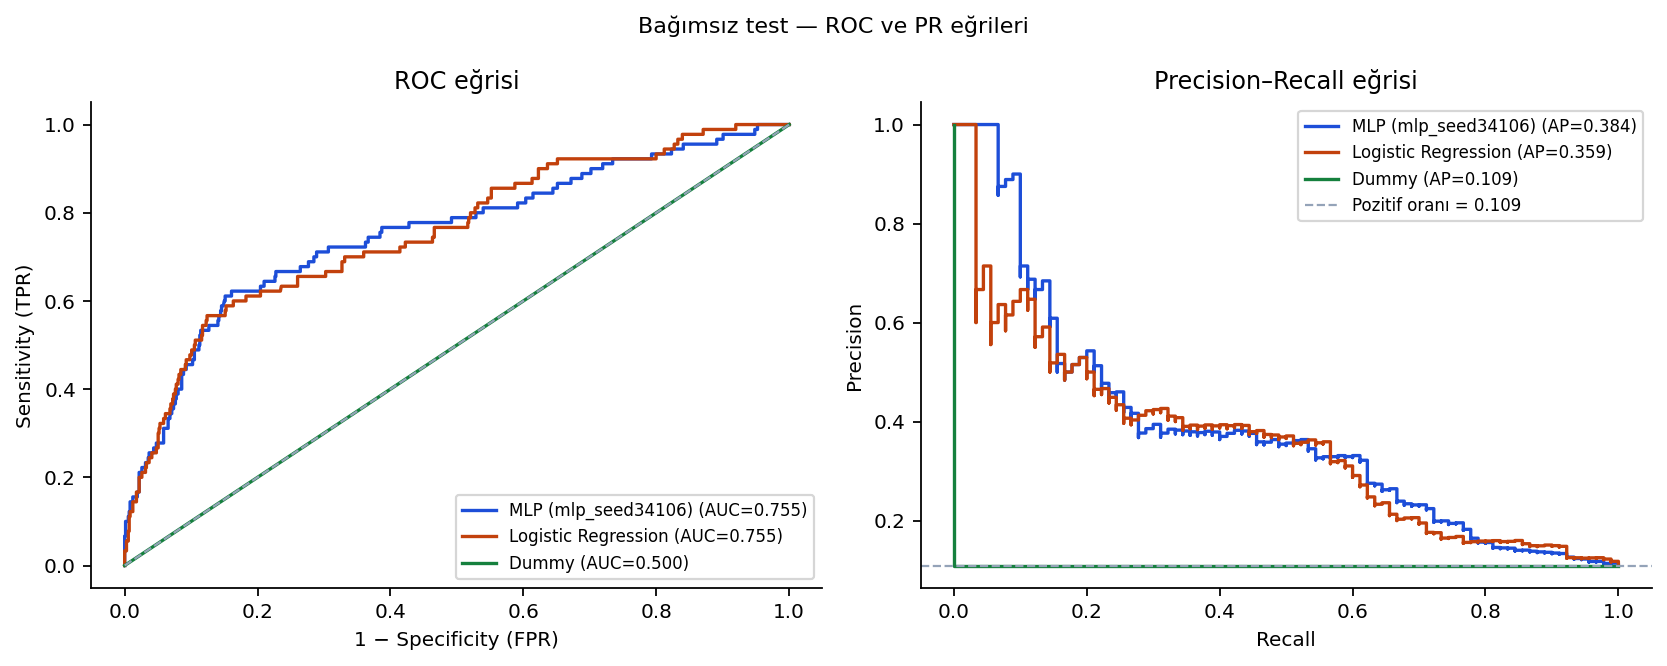 Bağımsız test — ROC ve PR eğrileri
ROC eğrisi
Sensitivity (TPR)
1.0
0.8
0.6
0.4
0.2
0.0
0.0 0.2 0.4 0.6 0.8 1.0
1 − Specificity (FPR)
MLP (mlp_seed34106) (AUC=0.755)
Logistic Regression (AUC=0.755)
Dummy (AUC=0.500)
Precision–Recall eğrisi
Precision
1.0
0.8
0.6
0.4
0.2
0.0 0.2 0.4 0.6 0.8 1.0
Recall
MLP (mlp_seed34106) (AP=0.384)
Logistic Regression (AP=0.359)
Dummy (AP=0.109)
Pozitif oranı = 0.109